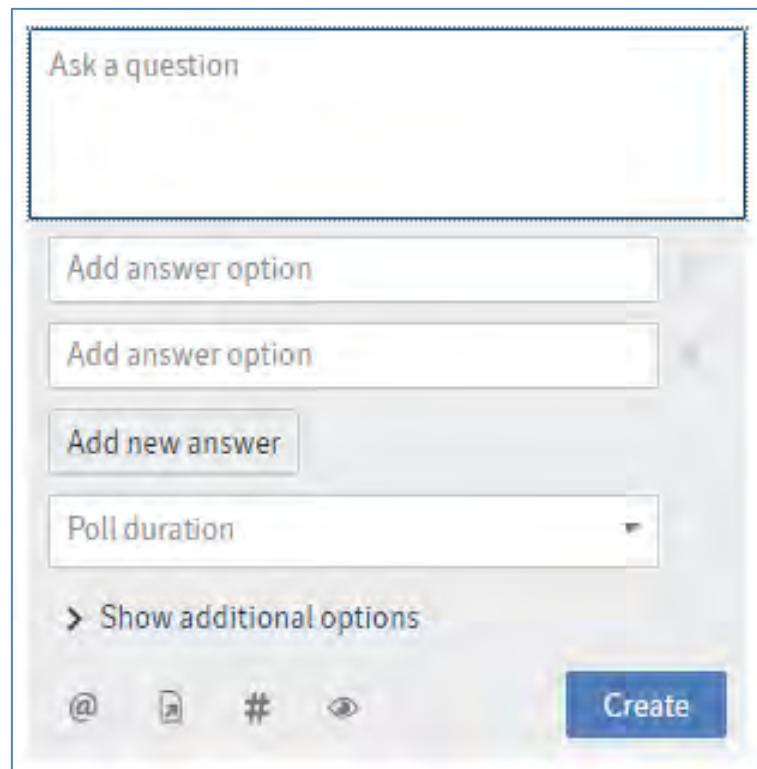 Ask a question
Add answer option
Add answer option
Add new answer
Poll duration
Show additional options
@ # Create